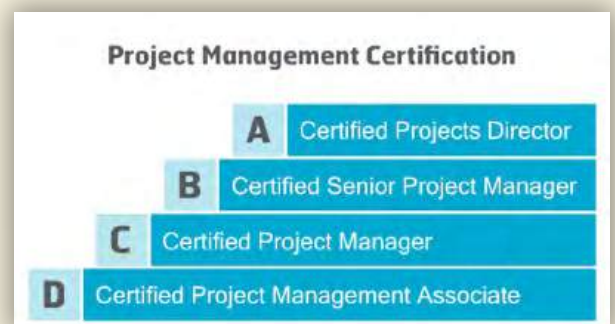 Project Management Certification
A Certified Projects Director
B Certified Senior Project Manager
C Certified Project Manager
D Certified Project Management Associate